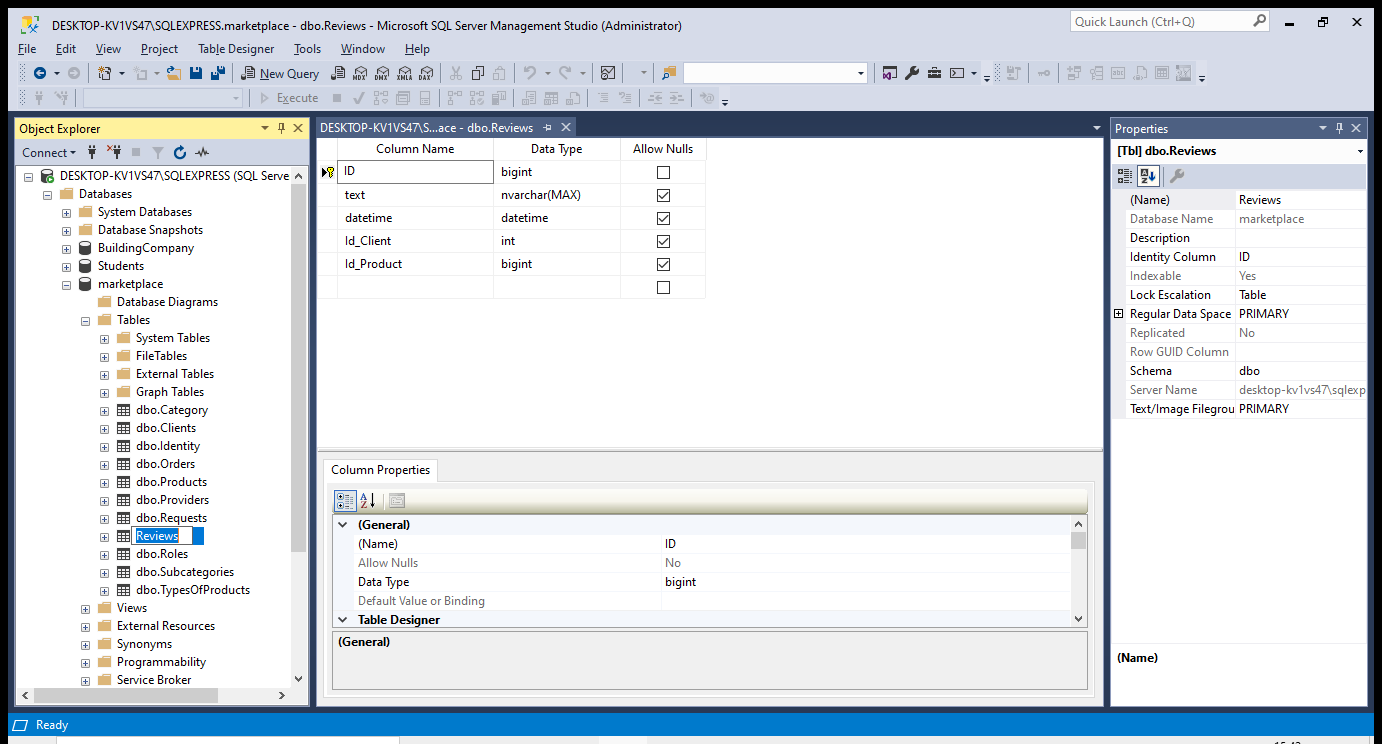 DESKTOP-KV1VS47\SQLEXPRESS.marketplace - dbo.Reviews - Microsoft SQL Server Management Studio (Administrator)
Quick Launch (Ctrl+Q)
File Edit View Project Table Designer Tools Window Help
New Query MDX DMX XMLA DAX
Execute
Object Explorer
Connect
DESKTOP-KV1VS47\SQLEXPRESS (SQL Serve
Databases
System Databases
Database Snapshots
BuildingCompany
Students
marketplace
Database Diagrams
Tables
System Tables
FileTables
External Tables
Graph Tables
dbo.Category
dbo.Clients
dbo.Identity
dbo.Orders
dbo.Products
dbo.Providers
dbo.Requests
Reviews
dbo.Roles
dbo.Subcategories
dbo.TypesOfProducts
Views
External Resources
Synonyms
Programmability
Service Broker
DESKTOP-KV1VS47\S...ace - dbo.Reviews
Column Name Data Type Allow Nulls
ID bigint
text nvarchar(MAX)
datetime datetime
Id_Client int
Id_Product bigint
Column Properties
(General)
(Name) ID
Allow Nulls No
Data Type bigint
Default Value or Binding
Table Designer
(General)
Properties
[Tbl] dbo.Reviews
(Name) Reviews
Database Name marketplace
Description
Identity Column ID
Indexable Yes
Lock Escalation Table
Regular Data Space PRIMARY
Replicated No
Row GUID Column
Schema dbo
Server Name desktop-kv1vs47\sqlexp
Text/Image Filegrou PRIMARY
(Name)
Ready